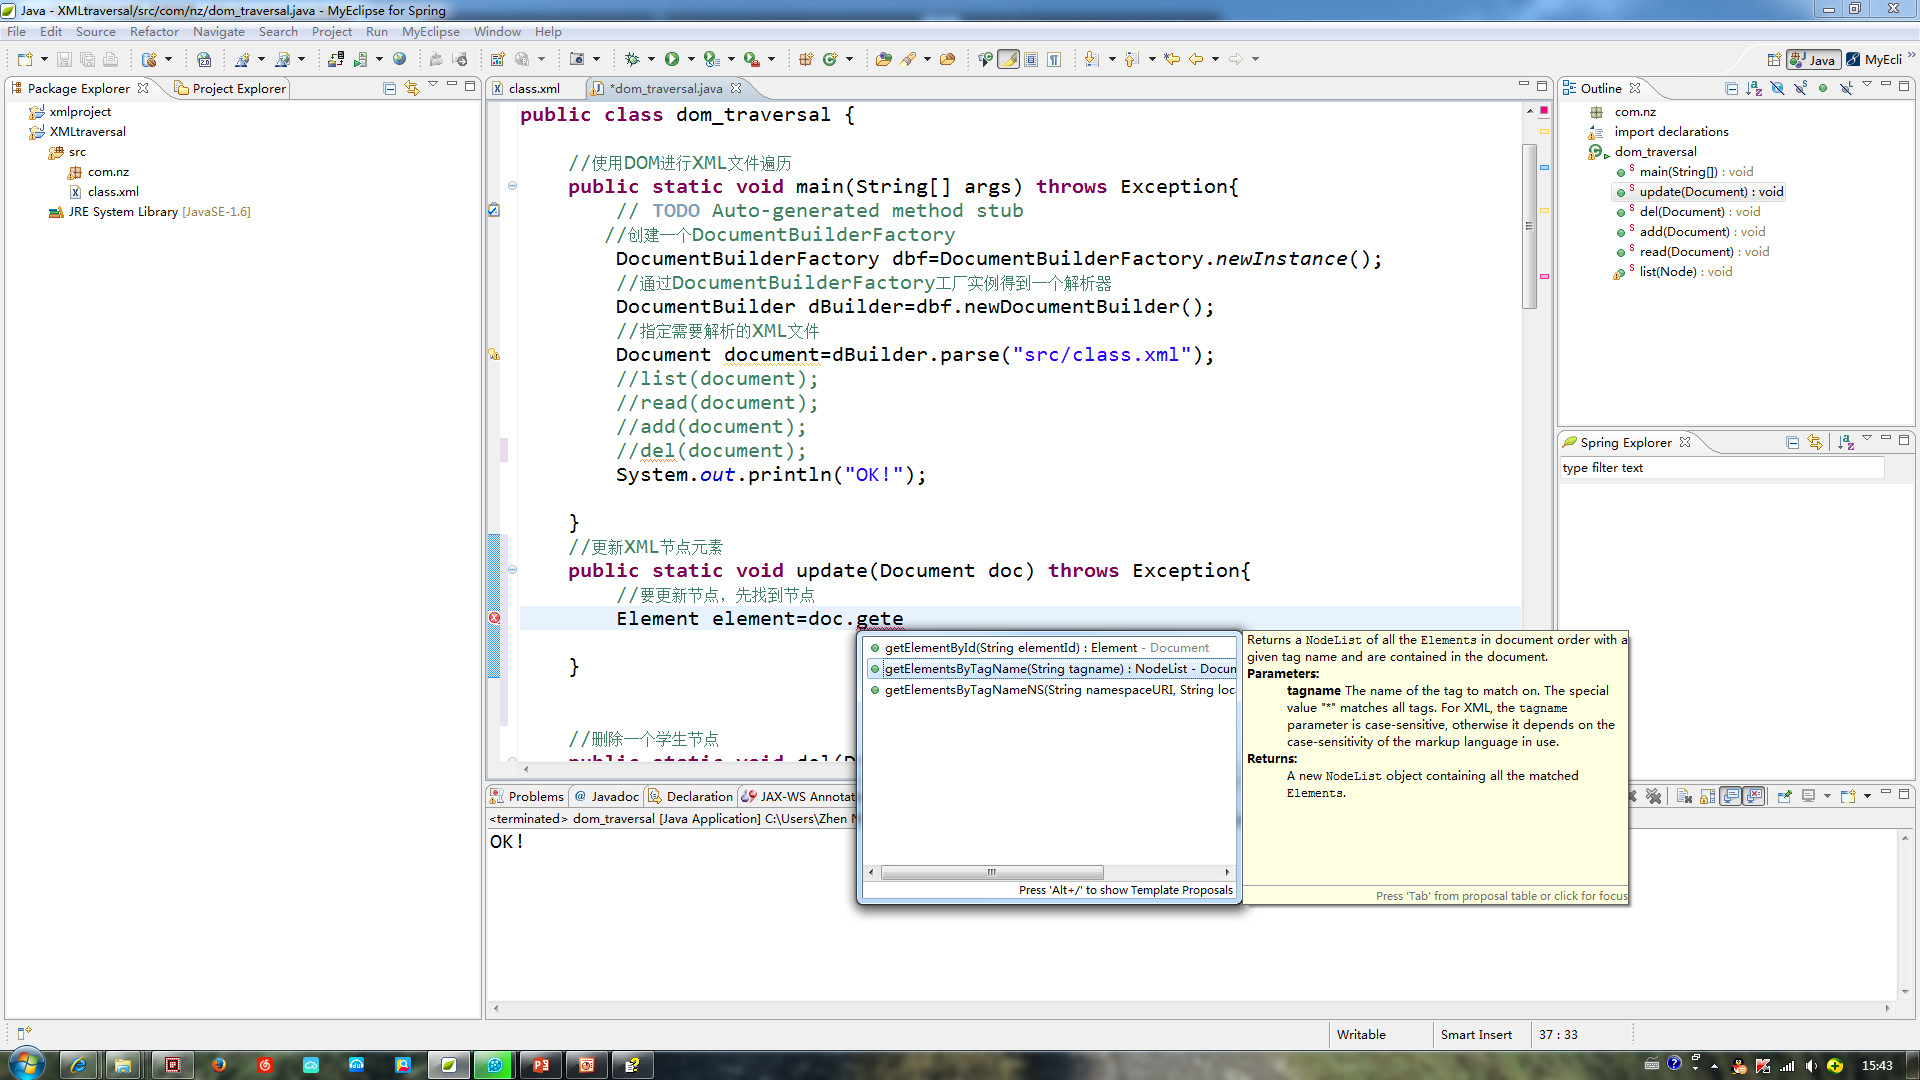 Java - XMLtraversal/src/com/nz/dom_traversal.java - MyEclipse for Spring
File Edit Source Refactor Navigate Search Project Run MyEclipse Window Help
Java MyEcli
Package Explorer Project Explorer
xmlproject
XMLtraversal
src
com.nz
class.xml
JRE System Library [JavaSE-1.6]
class.xml *dom_traversal.java
public class dom_traversal {
//使用DOM进行XML文件遍历
public static void main(String[] args) throws Exception{
// TODO Auto-generated method stub
//创建一个DocumentBuilderFactory
DocumentBuilderFactory dbf=DocumentBuilderFactory.newInstance();
//通过DocumentBuilderFactory工厂实例得到一个解析器
DocumentBuilder dBuilder=dbf.newDocumentBuilder();
//指定需要解析的XML文件
Document document=dBuilder.parse("src/class.xml");
//list(document);
//read(document);
//add(document);
//del(document);
System.out.println("OK!");
}
//更新XML节点元素
public static void update(Document doc) throws Exception{
//要更新节点，先找到节点
Element element=doc.gete
}
//删除一个学生节点
public static void del(D
getElementById(String elementId) : Element - Document
getElementsByTagName(String tagname) : NodeList - Docum
getElementsByTagNameNS(String namespaceURI, String loc
Press 'Alt+/' to show Template Proposals
Returns a NodeList of all the Elements in document order with a
given tag name and are contained in the document.
Parameters:
tagname The name of the tag to match on. The special
value "*" matches all tags. For XML, the tagname
parameter is case-sensitive, otherwise it depends on the
case-sensitivity of the markup language in use.
Returns:
A new NodeList object containing all the matched
Elements.
Press 'Tab' from proposal table or click for focus
Outline
com.nz
import declarations
dom_traversal
main(String[]) : void
update(Document) : void
del(Document) : void
add(Document) : void
read(Document) : void
list(Node) : void
Spring Explorer
type filter text
Problems Javadoc Declaration JAX-WS Annotat
<terminated> dom_traversal [Java Application] C:\Users\Zhen N
OK!
Writable Smart Insert 37 : 33
15:43